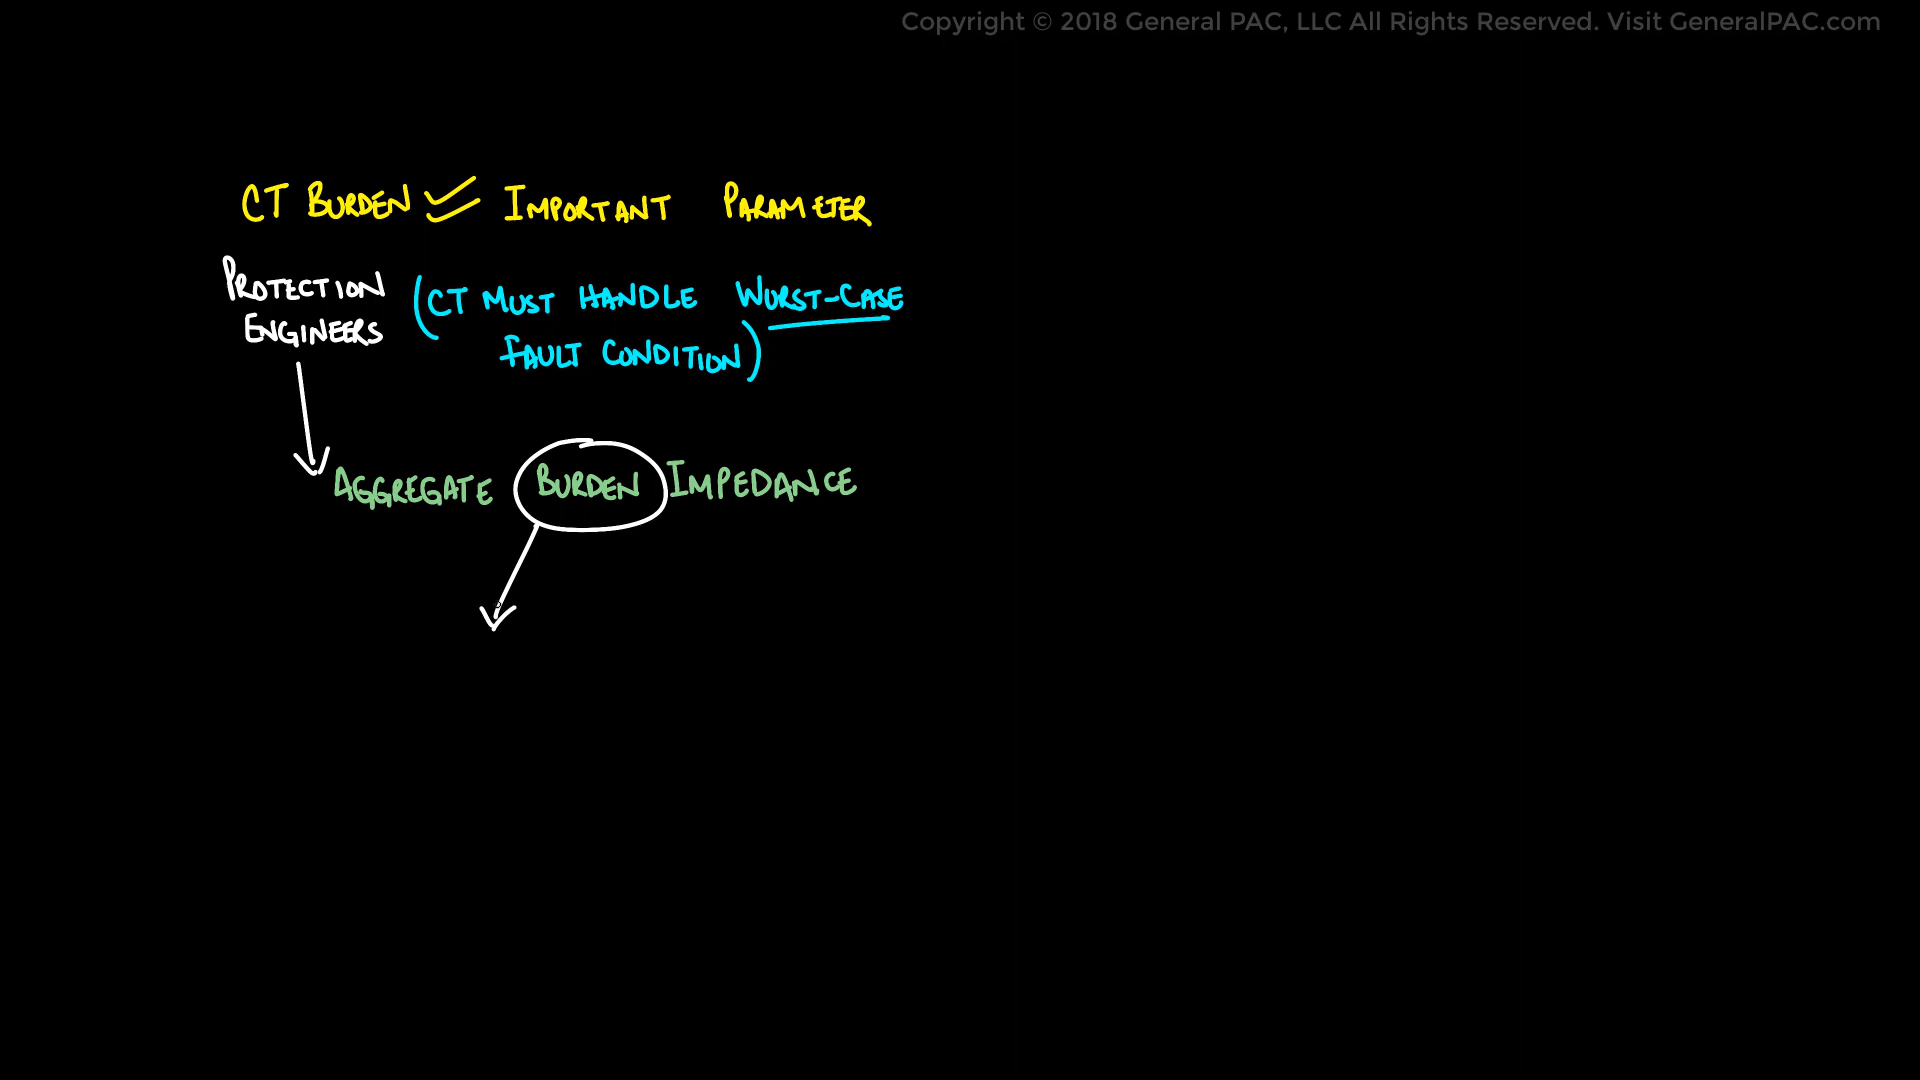 Copyright © 2018 General PAC, LLC All Rights Reserved. Visit GeneralPAC.com
CT BURDEN IMPORTANT PARAMETER
PROTECTION ENGINEERS
(CT MUST HANDLE WURST-CASE
FAULT CONDITION)
AGGREGATE BURDEN IMPEDANCE